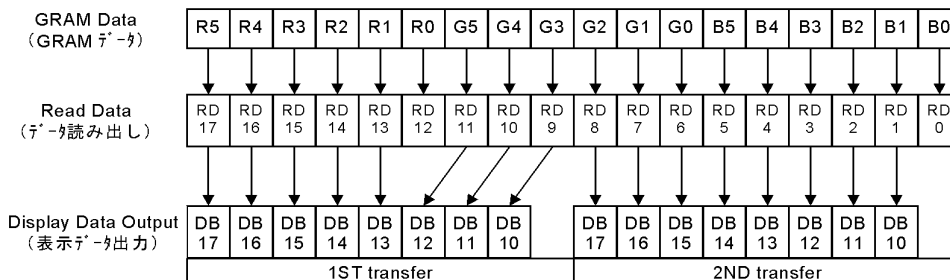 GRAM Data
(GRAM データ)
R5 R4 R3 R2 R1 R0 G5 G4 G3 G2 G1 G0 B5 B4 B3 B2 B1 B0
Read Data
(データ読み出し)
RD RD RD RD RD RD RD RD RD RD RD RD RD RD RD RD RD RD
17 16 15 14 13 12 11 10 9 8 7 6 5 4 3 2 1 0
Display Data Output
(表示データ出力)
DB DB DB DB DB DB DB DB DB DB DB DB DB DB DB DB
17 16 15 14 13 12 11 10 17 16 15 14 13 12 11 10
1ST transfer 2ND transfer